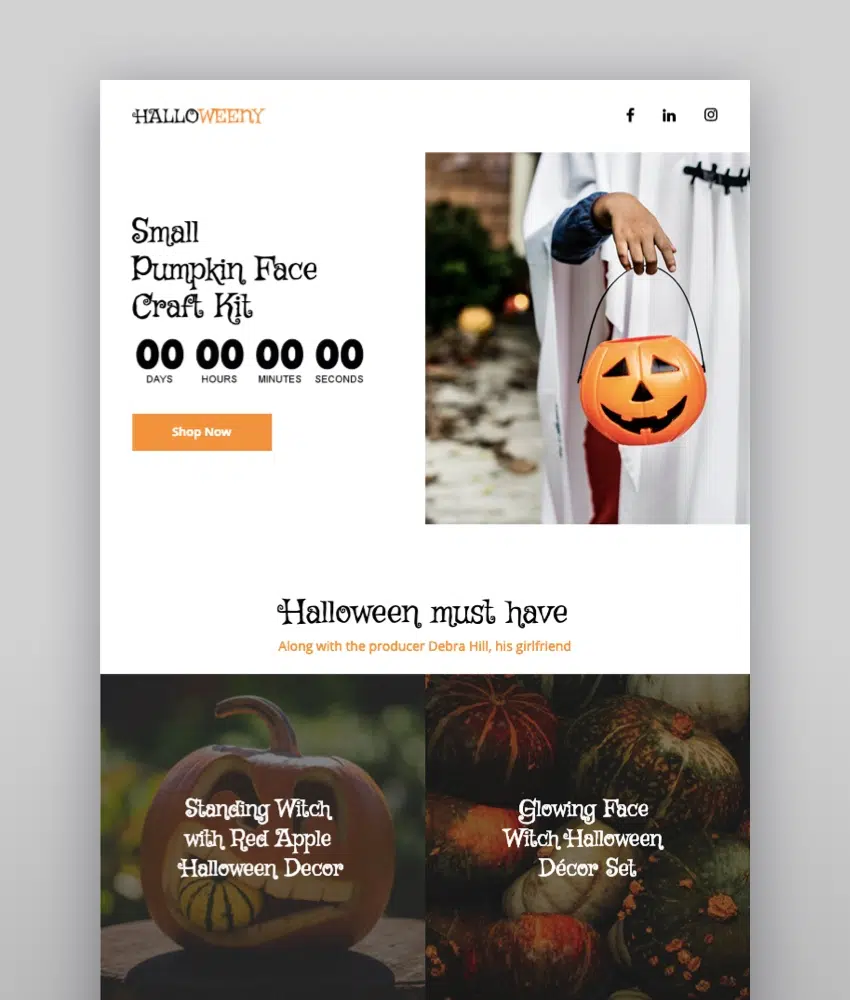 HALLOWEENY
Small
Pumpkin Face
Craft Kit
00 00 00 00
DAYS HOURS MINUTES SECONDS
Shop Now
Halloween must have
Along with the producer Debra Hill, his girlfriend
Standing Witch
with Red Apple
Halloween Decor
Glowing Face
Witch Halloween
Décor Set